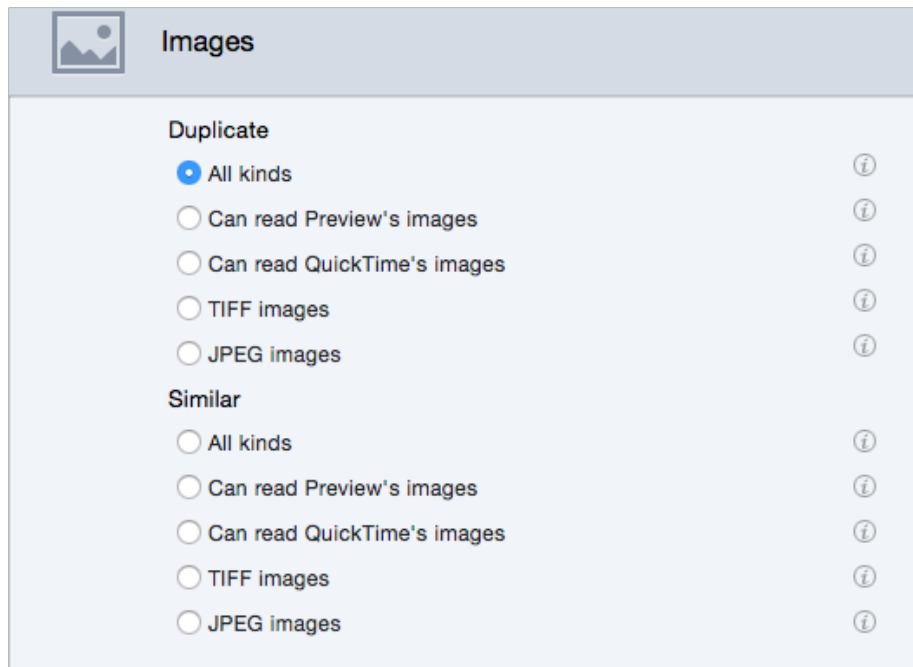 Images
Duplicate
All kinds
Can read Preview's images
Can read QuickTime's images
TIFF images
JPEG images
Similar
All kinds
Can read Preview's images
Can read QuickTime's images
TIFF images
JPEG images